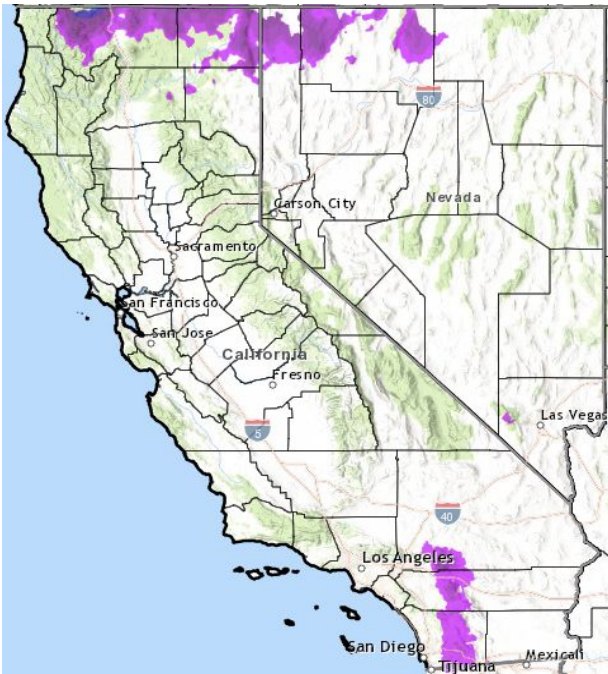 80
Nevada
Carson City
Sacramento
San Francisco
San Jose
California
Fresno
Las Vegas
5
40
Los Angeles
San Diego
Mexicali
Tijuana